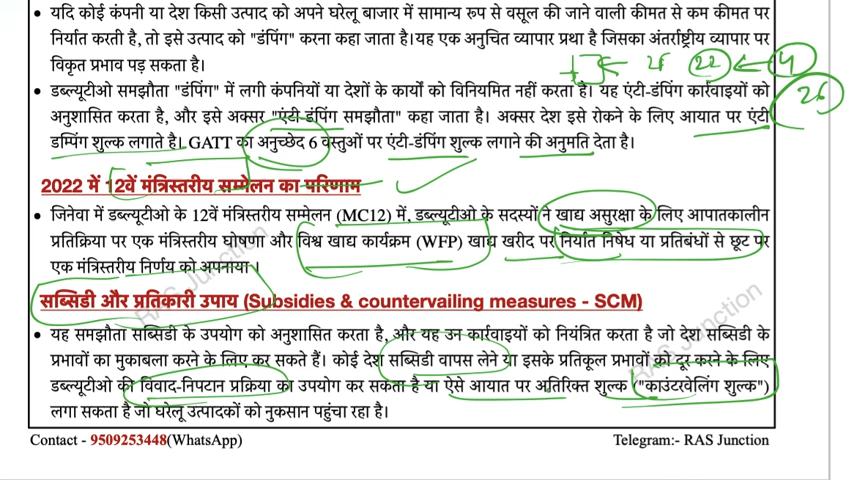 • यदि कोई कंपनी या देश किसी उत्पाद को अपने घरेलू बाजार में सामान्य रूप से वसूल की जाने वाली कीमत से कम कीमत पर
निर्यात करती है, तो इसे उत्पाद को "डंपिंग" करना कहा जाता है।यह एक अनुचित व्यापार प्रथा है जिसका अंतर्राष्ट्रीय व्यापार पर
विकृत प्रभाव पड़ सकता है।
22 4
26
• डब्ल्यूटीओ समझौता "डंपिंग" में लगी कंपनियों या देशों के कार्यों को विनियमित नहीं करता है। यह एंटी-डंपिंग कार्रवाइयों को
अनुशासित करता है, और इसे अक्सर "एंटी-डंपिंग समझौता" कहा जाता है। अक्सर देश इसे रोकने के लिए आयात पर एंटी
डम्पिंग शुल्क लगाते है। GATT का अनुच्छेद 6 वस्तुओं पर एंटी-डंपिंग शुल्क लगाने की अनुमति देता है।
2022 में 12वें मंत्रिस्तरीय सम्मेलन का परिणाम
• जिनेवा में डब्ल्यूटीओ के 12वें मंत्रिस्तरीय सम्मेलन (MC12) में, डब्ल्यूटीओ के सदस्यों ने खाद्य असुरक्षा के लिए आपातकालीन
प्रतिक्रिया पर एक मंत्रिस्तरीय घोषणा और विश्व खाद्य कार्यक्रम (WFP) खाद्य खरीद पर निर्यात निषेध या प्रतिबंधों से छूट पर
एक मंत्रिस्तरीय निर्णय को अपनाया ।
सब्सिडी और प्रतिकारी उपाय (Subsidies & countervailing measures - SCM)
• यह समझौता सब्सिडी के उपयोग को अनुशासित करता है, और यह उन कार्रवाइयों को नियंत्रित करता है जो देश सब्सिडी के
प्रभावों का मुकाबला करने के लिए कर सकते हैं। कोई देश सब्सिडी वापस लेने या इसके प्रतिकूल प्रभावों को दूर करने के लिए
डब्ल्यूटीओ की विवाद-निपटान प्रक्रिया का उपयोग कर सकता है या ऐसे आयात पर अतिरिक्त शुल्क ("काउंटरवेलिंग शुल्क")
लगा सकता है जो घरेलू उत्पादकों को नुकसान पहुंचा रहा है।
RAS Junction
RAS Junction
Contact - 9509253448(WhatsApp)
Telegram:- RAS Junction